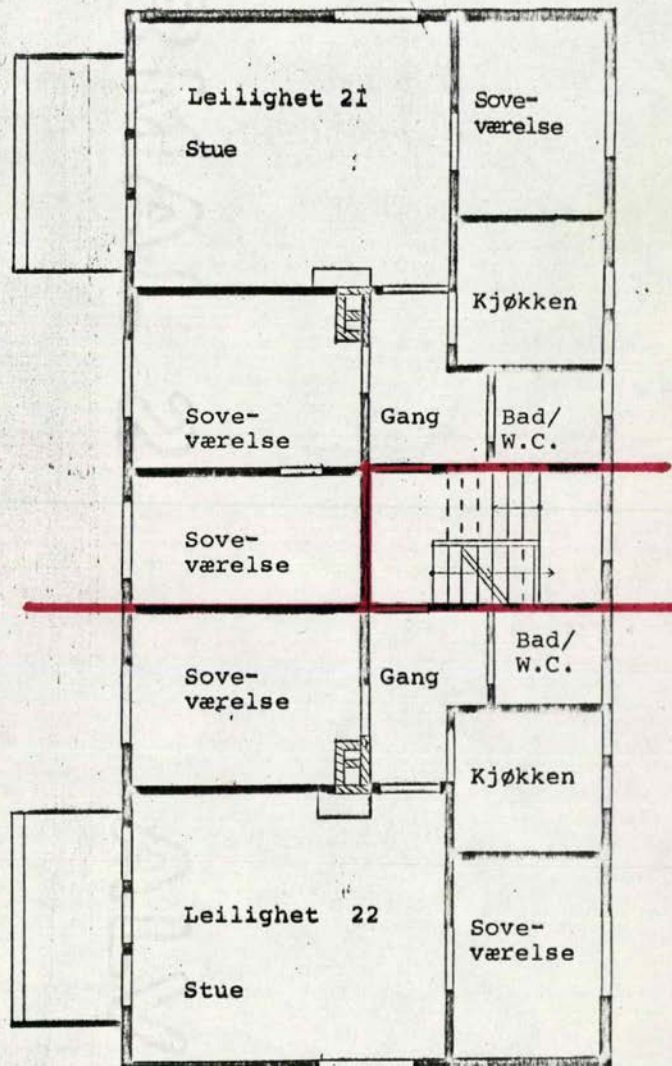 Leilighet 21
Stue
Sove-
værelse
Kjøkken
Sove-
værelse
Gang
Bad/
W.C.
Sove-
værelse
Sove-
værelse
Gang
Bad/
W.C.
Kjøkken
Leilighet 22
Stue
Sove-
værelse